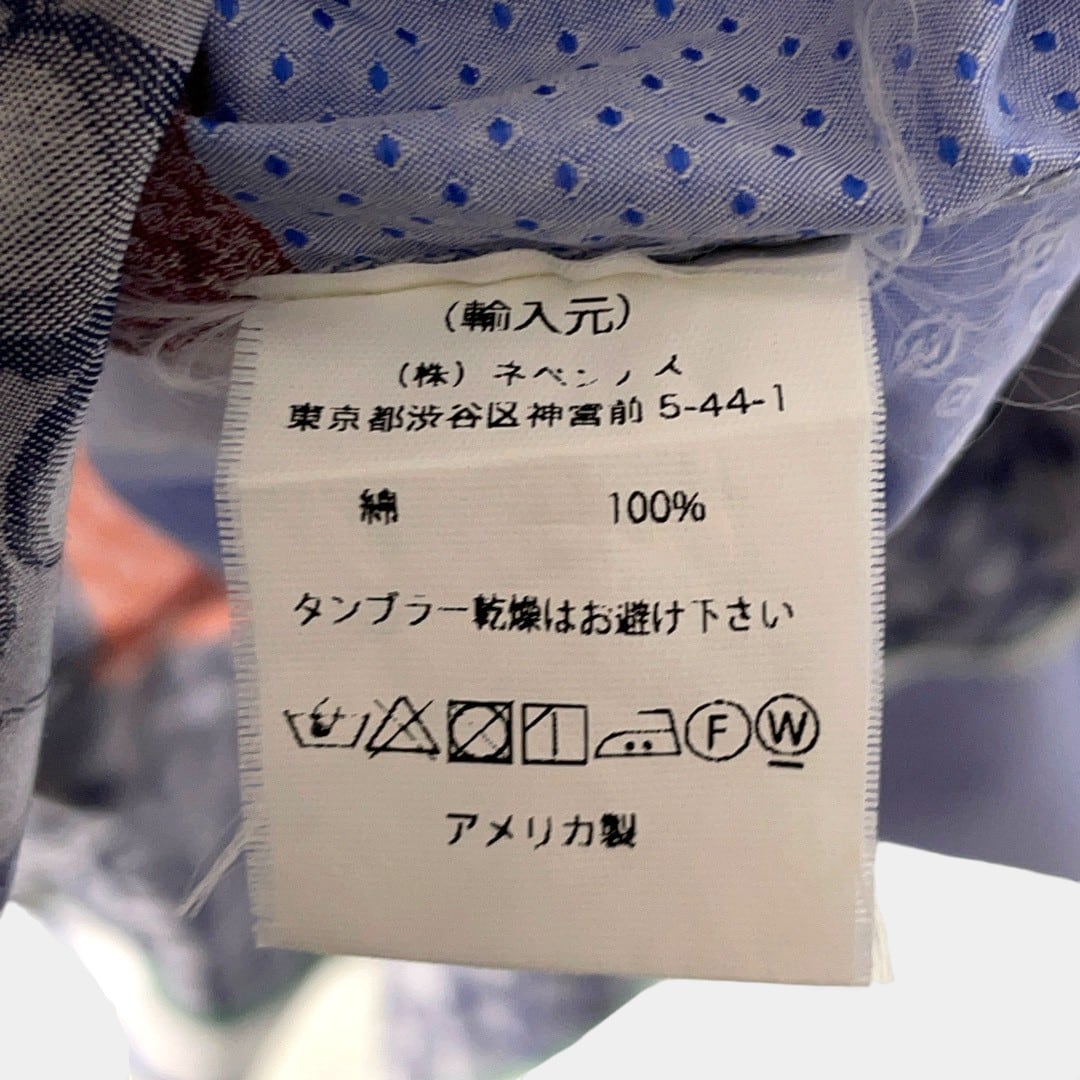 (輸入元)
(株) ネペンテス
東京都渋谷区神宮前 5-44-1
綿 100%
タンブラー乾燥はお避け下さい
F W
アメリカ製